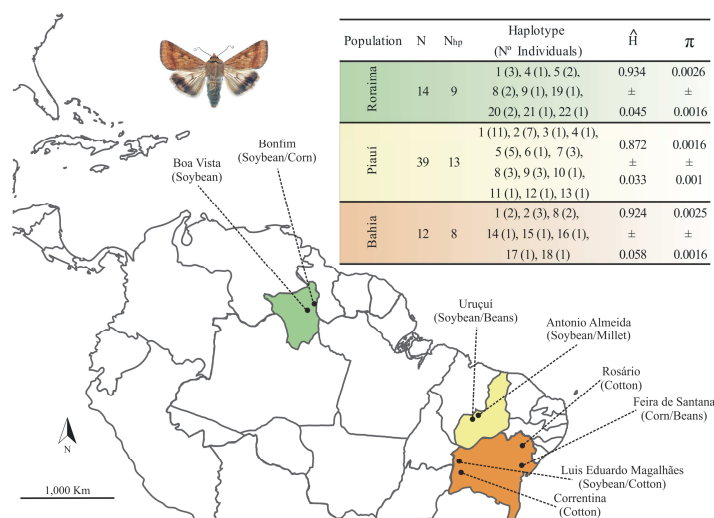 Population N Nhp Haplotype (Nº Individuals) Ĥ π
Roraima 14 9
1 (3), 4 (1), 5 (2),
8 (2), 9 (1), 19 (1),
20 (2), 21 (1), 22 (1)
0.934
±
0.045
0.0026
±
0.0016
Piauí 39 13
1 (11), 2 (7), 3 (1), 4 (1),
5 (5), 6 (1), 7 (3),
8 (3), 9 (3), 10 (1),
11 (1), 12 (1), 13 (1)
0.872
±
0.033
0.0016
±
0.001
Bahia 12 8
1 (2), 2 (3), 8 (2),
14 (1), 15 (1), 16 (1),
17 (1), 18 (1)
0.924
±
0.058
0.0025
±
0.0016
Bonfim
(Soybean/Corn)
Boa Vista
(Soybean)
Uruçuí
(Soybean/Beans)
Antonio Almeida
(Soybean/Millet)
Rosário
(Cotton)
Feira de Santana
(Corn/Beans)
Luis Eduardo Magalhães
(Soybean/Cotton)
Correntina
(Cotton)
N
1,000 Km